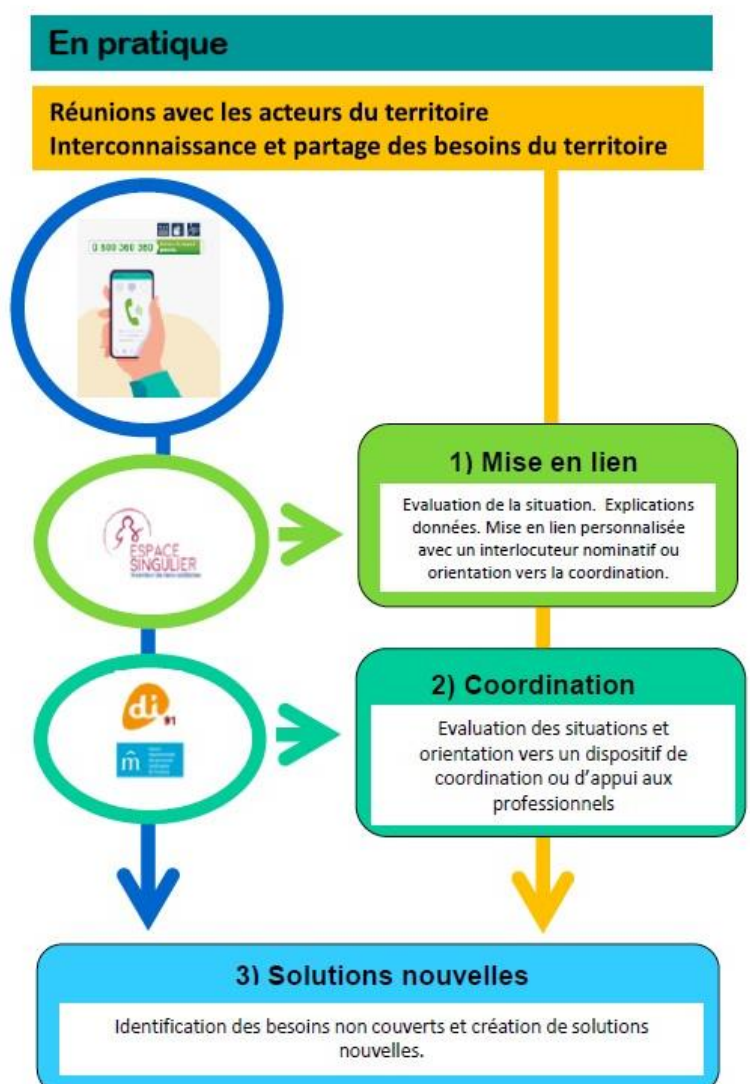 En pratique
Réunions avec les acteurs du territoire
Interconnaissance et partage des besoins du territoire
0 800 360 360
1) Mise en lien
Evaluation de la situation. Explications
données. Mise en lien personnalisée
avec un interlocuteur nominatif ou
orientation vers la coordination.
ESPACE
SINGULIER
2) Coordination
Evaluation des situations et
orientation vers un dispositif de
coordination ou d'appui aux
professionnels
di
91
m
3) Solutions nouvelles
Identification des besoins non couverts et création de solutions
nouvelles.